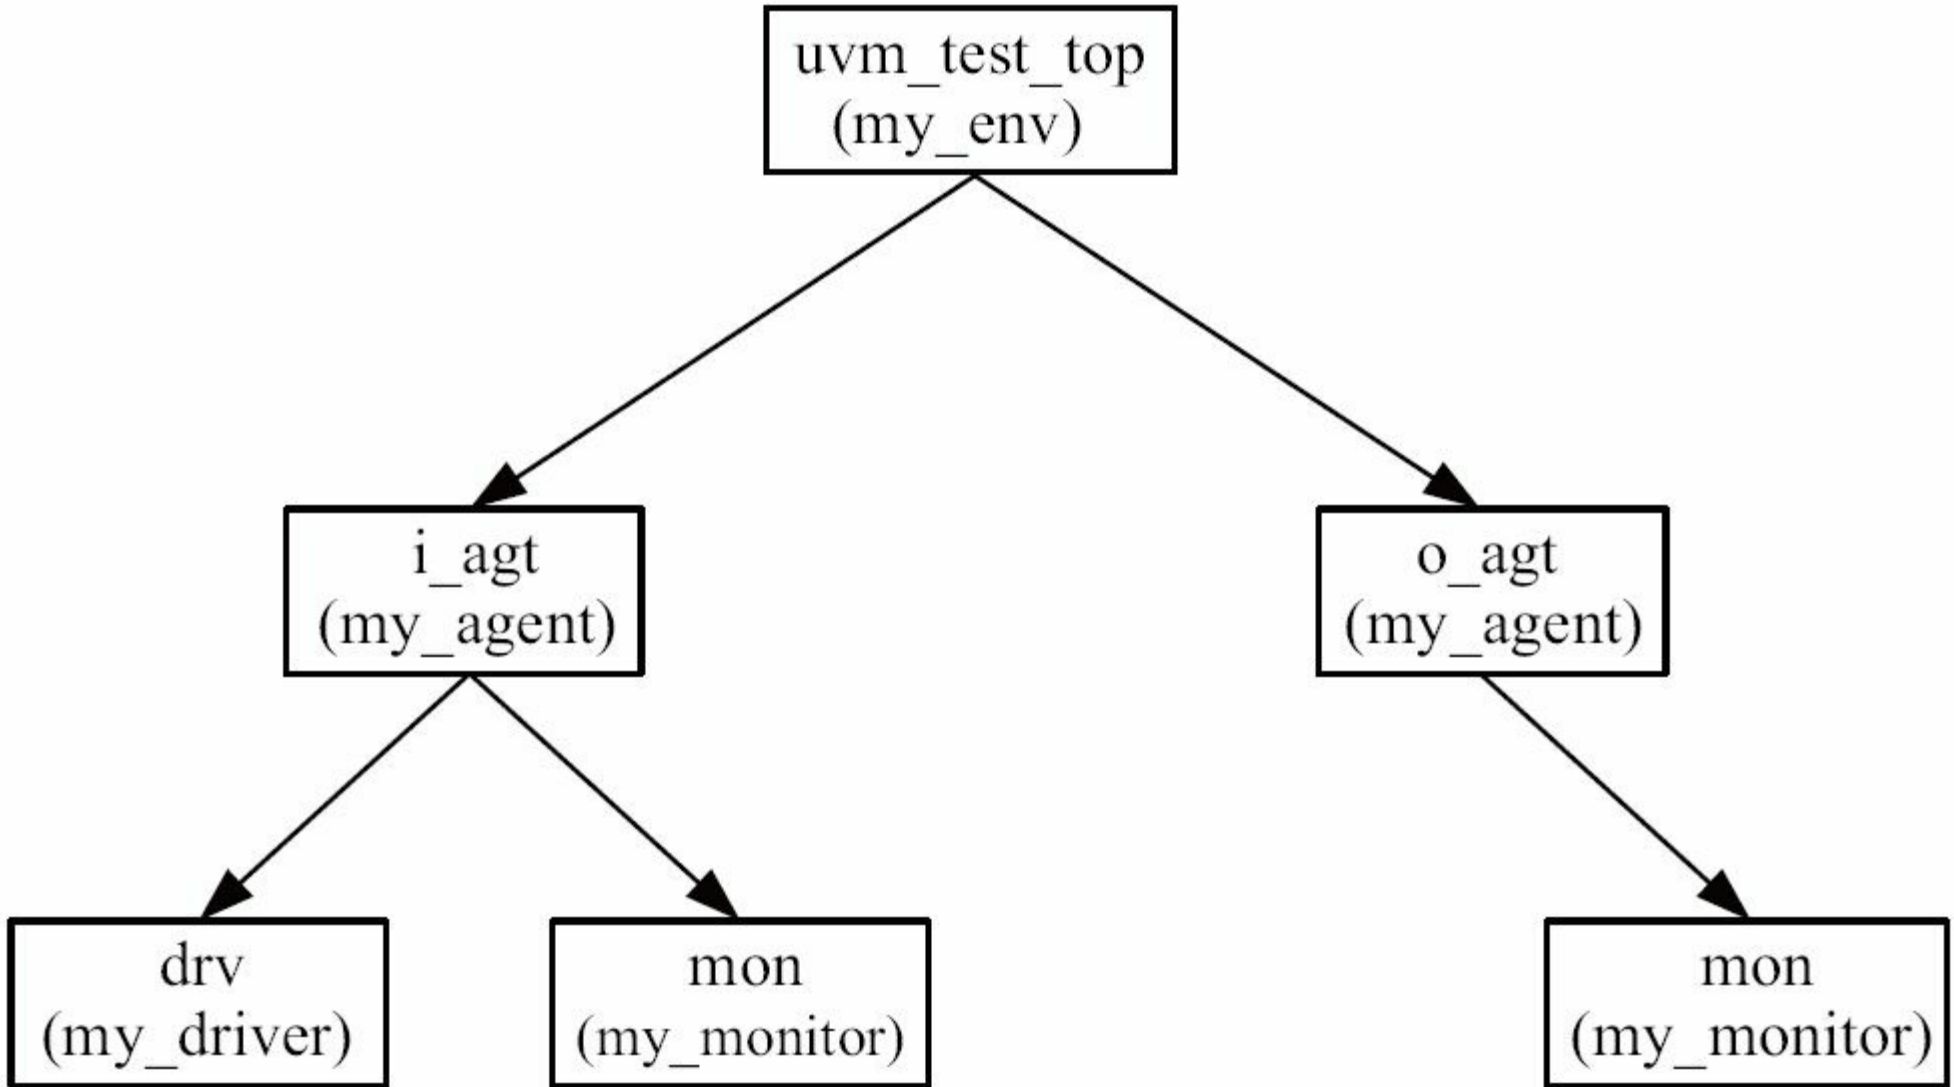 uvm_test_top
(my_env)
i_agt
(my_agent)
o_agt
(my_agent)
drv
(my_driver)
mon
(my_monitor)
mon
(my_monitor)